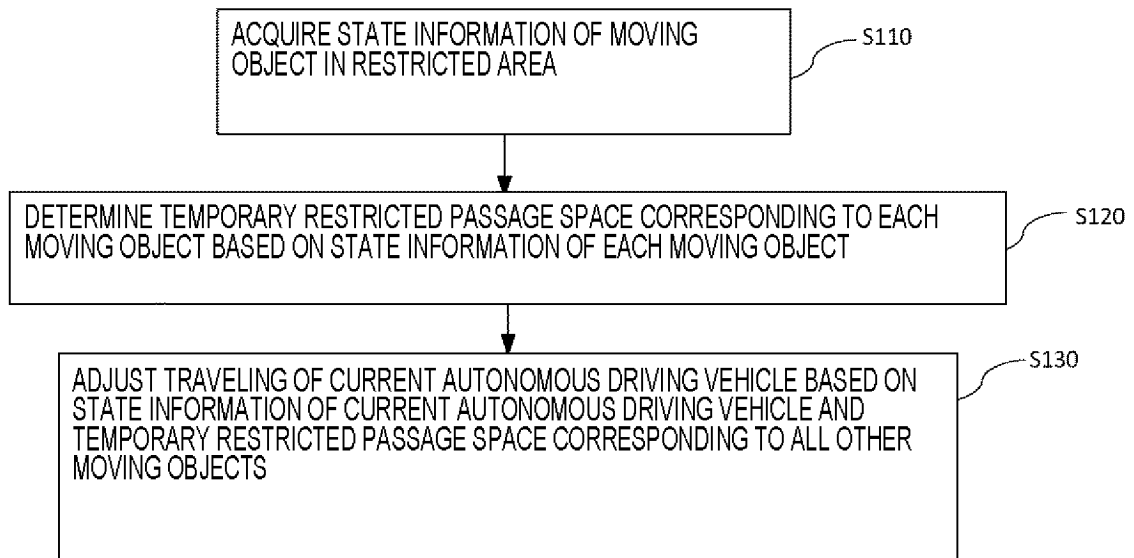 ACQUIRE STATE INFORMATION OF MOVING
OBJECT IN RESTRICTED AREA
S110
DETERMINE TEMPORARY RESTRICTED PASSAGE SPACE CORRESPONDING TO EACH
MOVING OBJECT BASED ON STATE INFORMATION OF EACH MOVING OBJECT
S120
ADJUST TRAVELING OF CURRENT AUTONOMOUS DRIVING VEHICLE BASED ON
STATE INFORMATION OF CURRENT AUTONOMOUS DRIVING VEHICLE AND
TEMPORARY RESTRICTED PASSAGE SPACE CORRESPONDING TO ALL OTHER
MOVING OBJECTS
S130